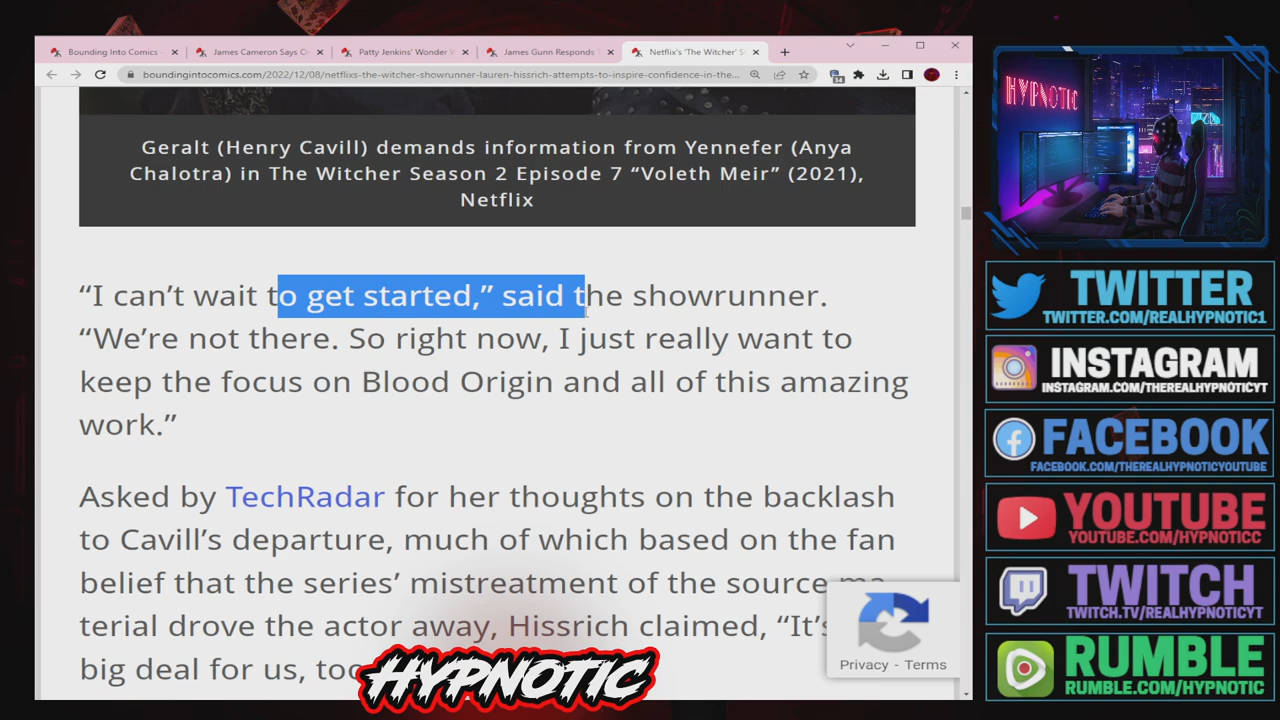 Bounding Into Comics -
James Cameron Says O
Patty Jenkins' Wonder V
James Gunn Responds T
Netflix's 'The Witcher' S
boundingintocomics.com/2022/12/08/netflixs-the-witcher-showrunner-lauren-hissrich-attempts-to-inspire-confidence-in-the...
34
Geralt (Henry Cavill) demands information from Yennefer (Anya
Chalotra) in The Witcher Season 2 Episode 7 “Voleth Meir” (2021),
Netflix
“I can’t wait to get started,” said the showrunner.
“We’re not there. So right now, I just really want to
keep the focus on Blood Origin and all of this amazing
work.”
Asked by TechRadar for her thoughts on the backlash
to Cavill’s departure, much of which based on the fan
belief that the series’ mistreatment of the source ma-
terial drove the actor away, Hissrich claimed, “It’s
big deal for us, too
Privacy - Terms
HYPNOTIC
HYPNOTIC
TWITTER
TWITTER.COM/REALHYPNOTIC1
INSTAGRAM
INSTAGRAM.COM/THEREALHYPNOTICYT
FACEBOOK
FACEBOOK.COM/THEREALHYPNOTICYOUTUBE
YOUTUBE
YOUTUBE.COM/HYPNOTICC
TWITCH
TWITCH.TV/REALHYPNOTICYT
RUMBLE
RUMBLE.COM/HYPNOTIC